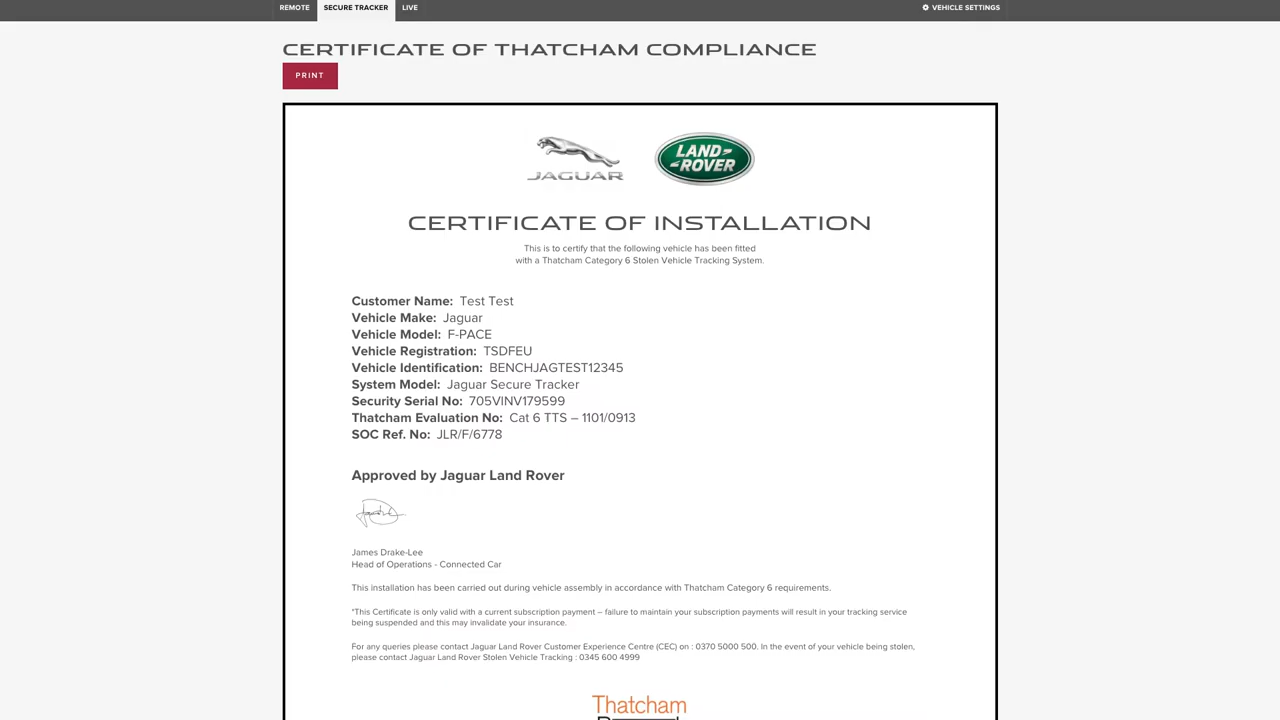 REMOTE SECURE TRACKER LIVE VEHICLE SETTINGS
CERTIFICATE OF THATCHAM COMPLIANCE
PRINT
JAGUAR
LAND-
-ROVER
CERTIFICATE OF INSTALLATION
This is to certify that the following vehicle has been fitted
with a Thatcham Category 6 Stolen Vehicle Tracking System.
Customer Name: Test Test
Vehicle Make: Jaguar
Vehicle Model: F-PACE
Vehicle Registration: TSDFEU
Vehicle Identification: BENCHJAGTEST12345
System Model: Jaguar Secure Tracker
Security Serial No: 705VINV179599
Thatcham Evaluation No: Cat 6 TTS – 1101/0913
SOC Ref. No: JLR/F/6778
Approved by Jaguar Land Rover
James Drake-Lee
Head of Operations - Connected Car
This installation has been carried out during vehicle assembly in accordance with Thatcham Category 6 requirements.
*This Certificate is only valid with a current subscription payment – failure to maintain your subscription payments will result in your tracking service
being suspended and this may invalidate your insurance.
For any queries please contact Jaguar Land Rover Customer Experience Centre (CEC) on : 0370 5000 500. In the event of your vehicle being stolen,
please contact Jaguar Land Rover Stolen Vehicle Tracking : 0345 600 4999
Thatcham